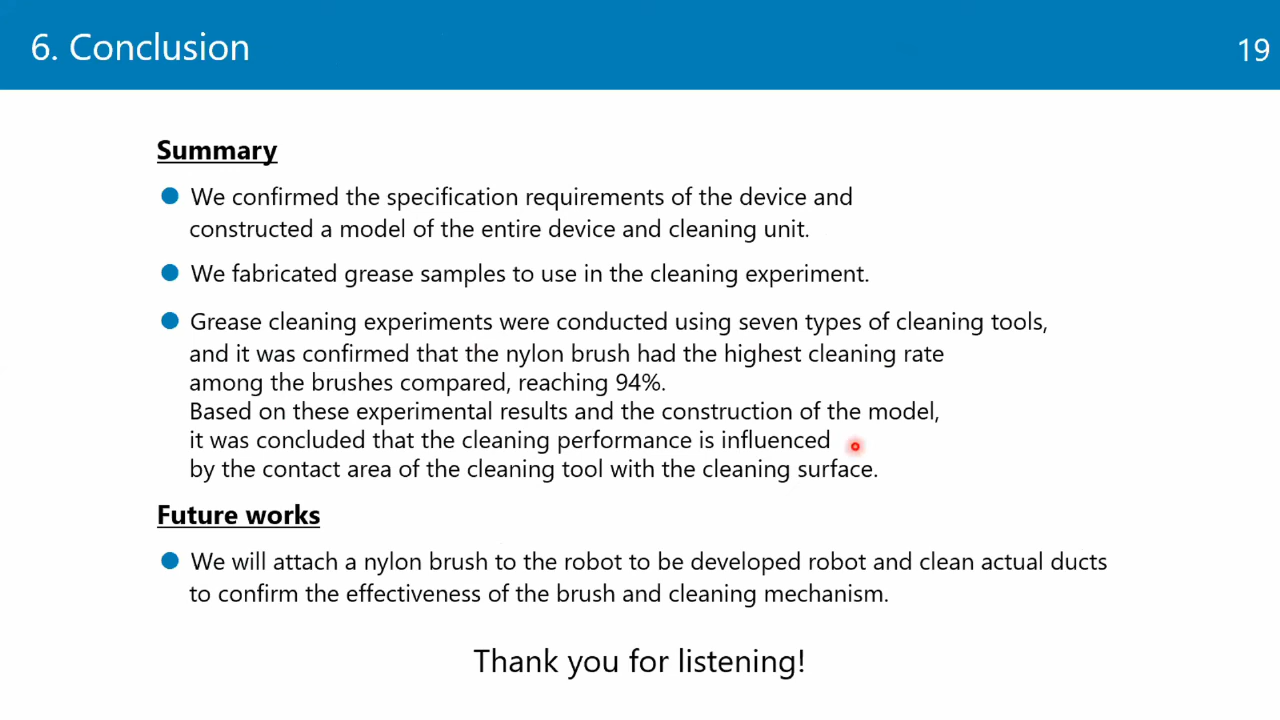 6. Conclusion
19
Summary
We confirmed the specification requirements of the device and
constructed a model of the entire device and cleaning unit.
We fabricated grease samples to use in the cleaning experiment.
Grease cleaning experiments were conducted using seven types of cleaning tools,
and it was confirmed that the nylon brush had the highest cleaning rate
among the brushes compared, reaching 94%.
Based on these experimental results and the construction of the model,
it was concluded that the cleaning performance is influenced
by the contact area of the cleaning tool with the cleaning surface.
Future works
We will attach a nylon brush to the robot to be developed robot and clean actual ducts
to confirm the effectiveness of the brush and cleaning mechanism.
Thank you for listening!